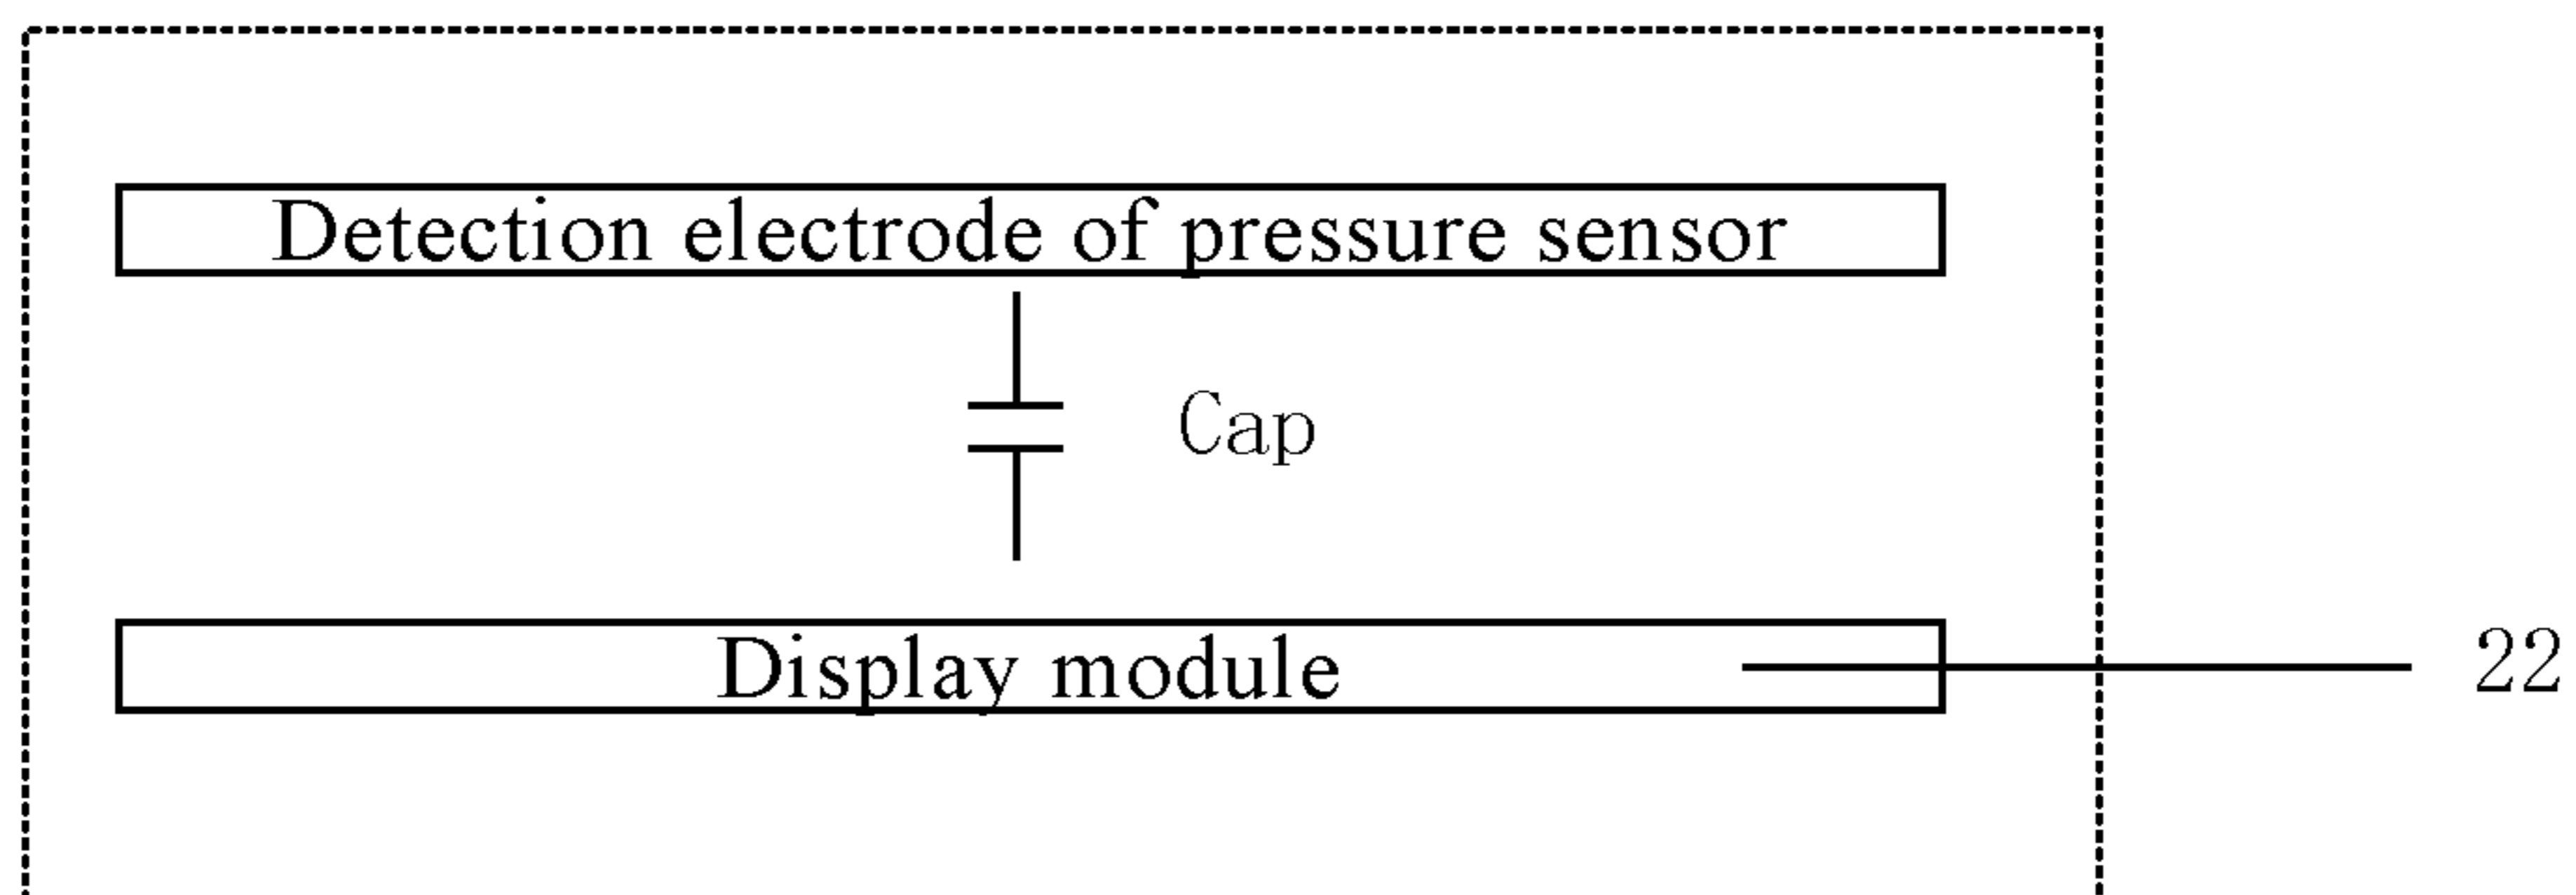 Detection electrode of pressure sensor
Cap
Display module
22